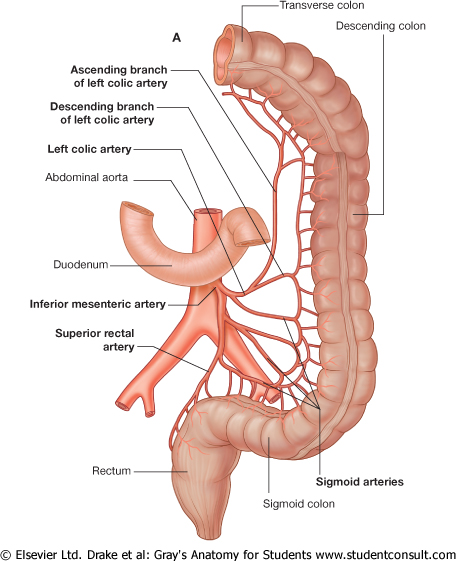 Transverse colon
Descending colon
A
Ascending branch
of left colic artery
Descending branch
of left colic artery
Left colic artery
Abdominal aorta
Duodenum
Inferior mesenteric artery
Superior rectal
artery
Rectum
Sigmoid arteries
Sigmoid colon
© Elsevier Ltd. Drake et al: Gray's Anatomy for Students www.studentconsult.com